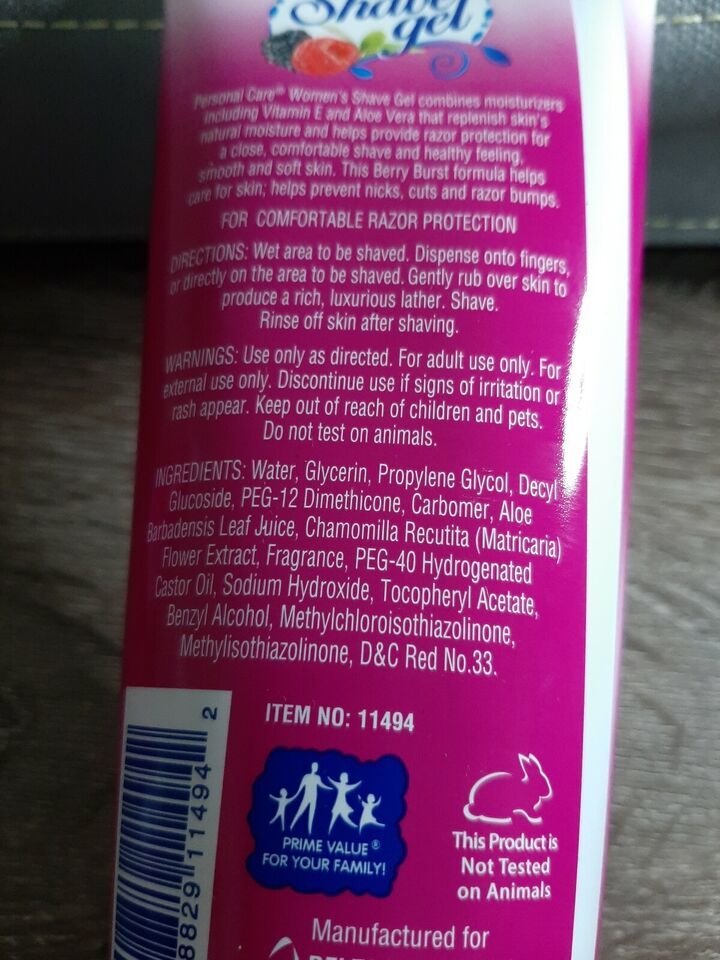 Shave
gel
Personal Care™ Women's Shave Gel combines moisturizers
including Vitamin E and Aloe Vera that replenish skin's
natural moisture and helps provide razor protection for
a close, comfortable shave and healthy feeling,
smooth and soft skin. This Berry Burst formula helps
care for skin; helps prevent nicks, cuts and razor bumps.
FOR COMFORTABLE RAZOR PROTECTION
DIRECTIONS: Wet area to be shaved. Dispense onto fingers,
or directly on the area to be shaved. Gently rub over skin to
produce a rich, luxurious lather. Shave.
Rinse off skin after shaving.
WARNINGS: Use only as directed. For adult use only. For
external use only. Discontinue use if signs of irritation or
rash appear. Keep out of reach of children and pets.
Do not test on animals.
INGREDIENTS: Water, Glycerin, Propylene Glycol, Decyl
Glucoside, PEG-12 Dimethicone, Carbomer, Aloe
Barbadensis Leaf Juice, Chamomilla Recutita (Matricaria)
Flower Extract, Fragrance, PEG-40 Hydrogenated
Castor Oil, Sodium Hydroxide, Tocopheryl Acetate,
Benzyl Alcohol, Methylchloroisothiazolinone,
Methylisothiazolinone, D&C Red No.33.
ITEM NO: 11494
8829 11494 2
PRIME VALUE®
FOR YOUR FAMILY!
This Product is
Not Tested
on Animals
Manufactured for